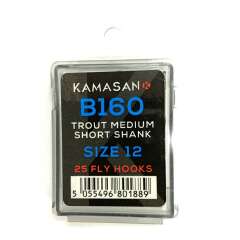 KAMASAN
B160
TROUT MEDIUM
SHORT SHANK
SIZE 12
25 FLY HOOKS
5 055496 801889